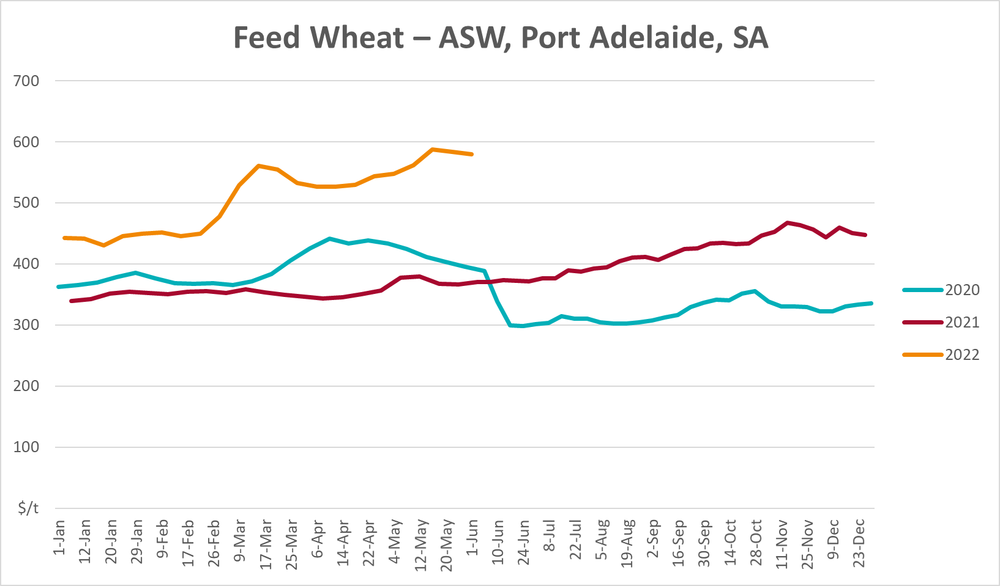 Feed Wheat – ASW, Port Adelaide, SA
700
600
500
400
300
200
100
$/t
1-Jan
12-Jan
20-Jan
29-Jan
9-Feb
17-Feb
26-Feb
9-Mar
17-Mar
25-Mar
6-Apr
14-Apr
22-Apr
4-May
12-May
20-May
1-Jun
10-Jun
24-Jun
8-Jul
22-Jul
5-Aug
19-Aug
2-Sep
16-Sep
30-Sep
14-Oct
28-Oct
11-Nov
25-Nov
9-Dec
23-Dec
2020
2021
2022